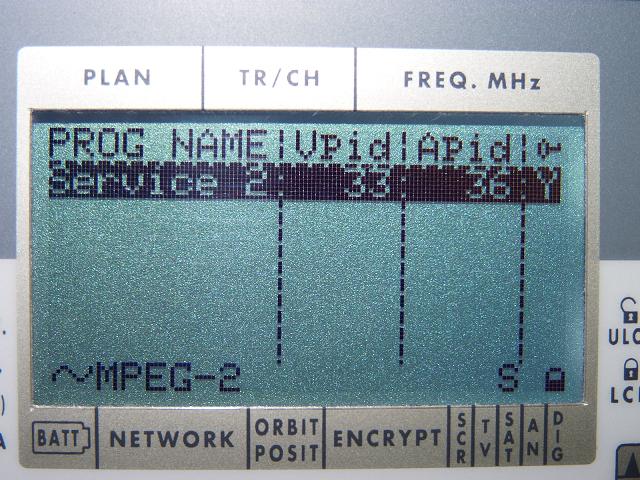 PLAN TR/CH FREQ. MHz
PROG NAME|Vpid|Apid|
Service 2 33 36 Y
~MPEG-2 S
ULO
LC
)
A
BATT NETWORK ORBIT POSIT ENCRYPT SCR TV SAT AN DIG